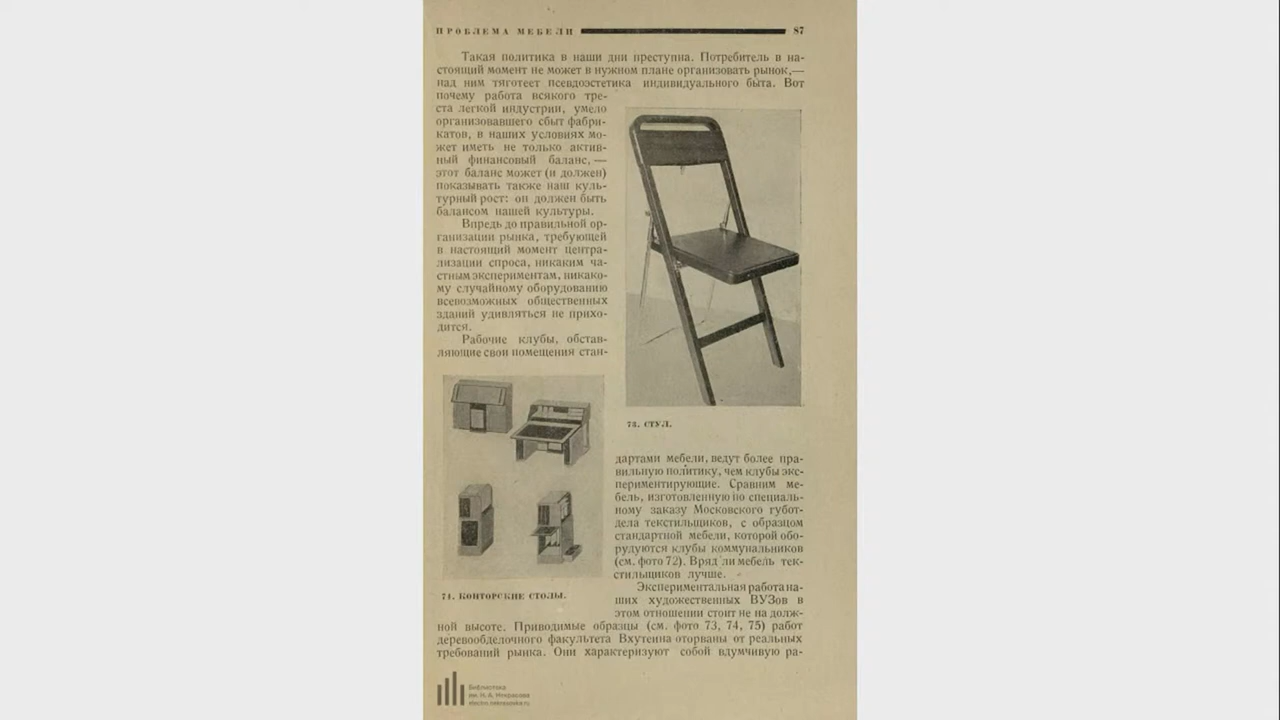 ПРОБЛЕМА МЕБЕЛИ 87
Такая политика в наши дни преступна. Потребитель в на-
стоящий момент не может в нужном плане организовать рынок,—
над ним тяготеет псевдоэстетика индивидуального быта. Вот
почему работа всякого тре-
ста легкой индустрии, умело
организовавшего сбыт фабри-
катов, в наших условиях мо-
жет иметь не только актив-
ный финансовый баланс, —
этот баланс может (и должен)
показывать также наш куль-
турный рост: он должен быть
балансом нашей культуры.
Впредь до правильной ор-
ганизации рынка, требующей
в настоящий момент центра-
лизации спроса, никаким ча-
стным экспериментам, никако-
му случайному оборудованию
всевозможных общественных
зданий удивляться не прихо-
дится.
Рабочие клубы, обстав-
ляющие свои помещения стан-
73. СТУЛ.
74. КОНТОРСКИЕ СТОЛЫ.
дартами мебели, ведут более пра-
вильную политику, чем клубы экс-
периментирующие. Сравним ме-
бель, изготовленную по специаль-
ному заказу Московского губот-
дела текстильщиков, с образцом
стандартной мебели, которой обо-
рудуются клубы коммунальников
(см. фото 72). Вряд ли мебель тек-
стильщиков лучше.
Экспериментальная работа на-
ших художественных ВУЗов в
этом отношении стоит не на долж-
ной высоте. Приводимые образцы (см. фото 73, 74, 75) работ
деревообделочного факультета Вхутеина оторваны от реальных
требований рынка. Они характеризуют собой вдумчивую ра-
Библиотека
им. Н. А. Некрасова
electro.nekrasovka.ru